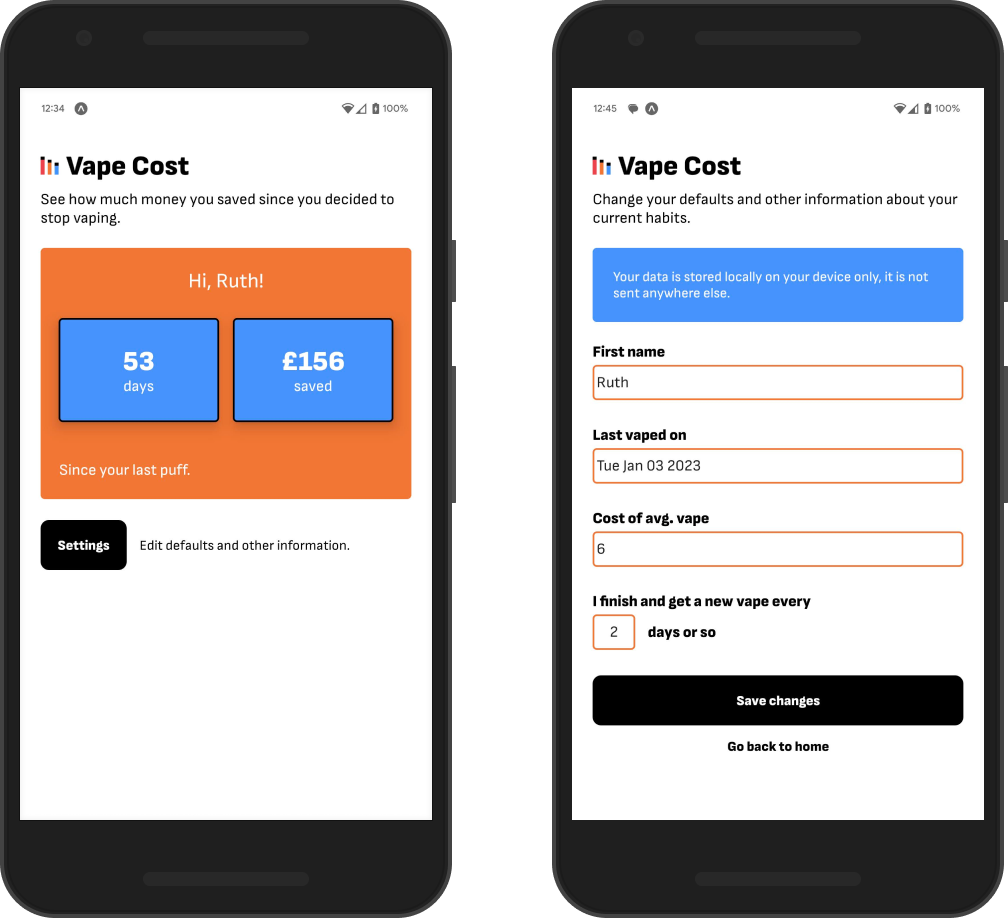 12:34
100%
Vape Cost
See how much money you saved since you decided to
stop vaping.
Hi, Ruth!
53
days
£156
saved
Since your last puff.
Settings
Edit defaults and other information.
12:45
100%
Vape Cost
Change your defaults and other information about your
current habits.
Your data is stored locally on your device only, it is not
sent anywhere else.
First name
Ruth
Last vaped on
Tue Jan 03 2023
Cost of avg. vape
6
I finish and get a new vape every
2
days or so
Save changes
Go back to home